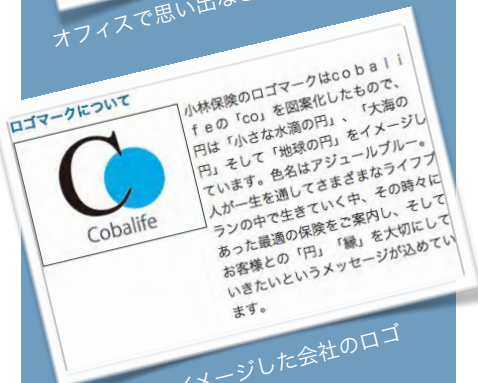 オフィスで思い出な
ロゴマークについて
Co
Cobalife
小林保険のロゴマークはｃｏｂａｌｉ
ｆｅの「co」を図案化したもので、
円は「小さな水滴の円」、「大海の
円」そして「地球の円」をイメージし
ています。色名はアジュールブルー。
人が一生を通してさまざまなライフプ
ランの中で生きていく中、その時々に
あった最適の保険をご案内し、そして
お客様との「円」「縁」を大切にして
いきたいというメッセージが込めてい
ます。
イメージした会社のロゴ